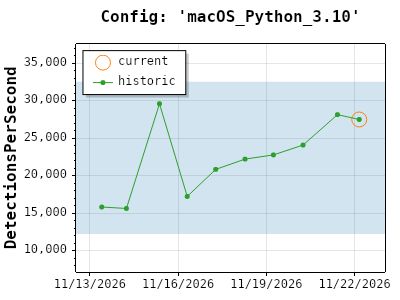 Config: 'macOS_Python_3.10'
current
historic
DetectionsPerSecond
35,000
30,000
25,000
20,000
15,000
10,000
11/13/2026
11/16/2026
11/19/2026
11/22/2026